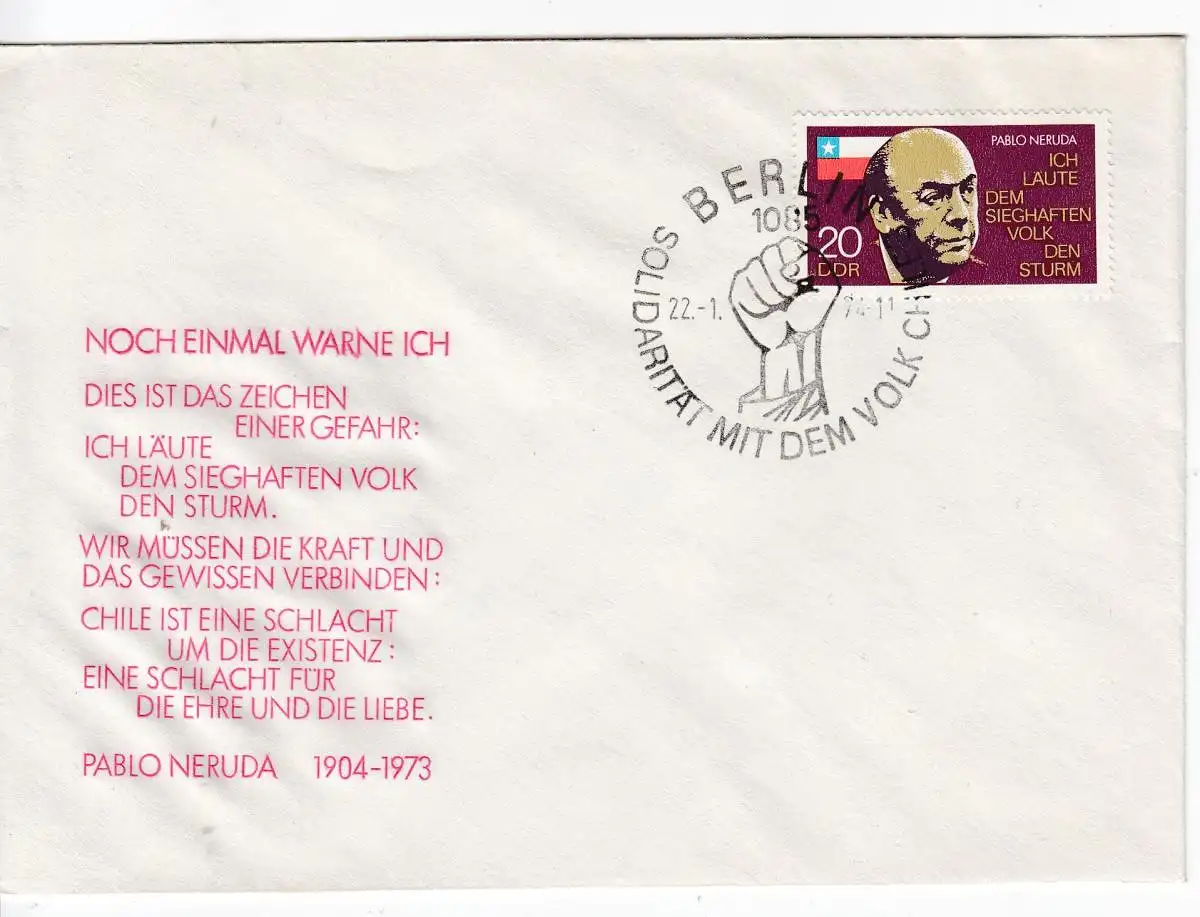 PABLO NERUDA
ICH
LÄUTE
DEM
SIEGHAFTEN
VOLK
DEN
STURM
20
DDR
BERLIN
1085
22.-1. 74-11
SOLIDARITÄT MIT DEM VOLK CHILES
NOCH EINMAL WARNE ICH
DIES IST DAS ZEICHEN
EINER GEFAHR:
ICH LÄUTE
DEM SIEGHAFTEN VOLK
DEN STURM.
WIR MÜSSEN DIE KRAFT UND
DAS GEWISSEN VERBINDEN:
CHILE IST EINE SCHLACHT
UM DIE EXISTENZ:
EINE SCHLACHT FÜR
DIE EHRE UND DIE LIEBE.
PABLO NERUDA 1904-1973